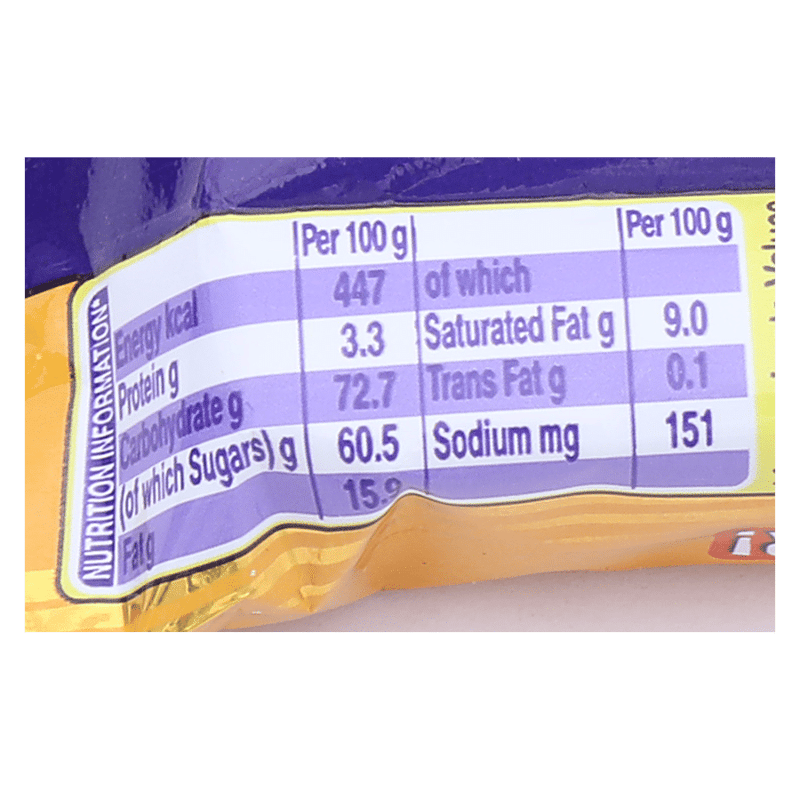 NUTRITION INFORMATION*
Per 100 g Per 100 g
Energy kcal 447 of which
Protein g 3.3 Saturated Fat g 9.0
Carbohydrate g 72.7 Trans Fat g 0.1
(of which Sugars) g 60.5 Sodium mg 151
Fat g 15.9